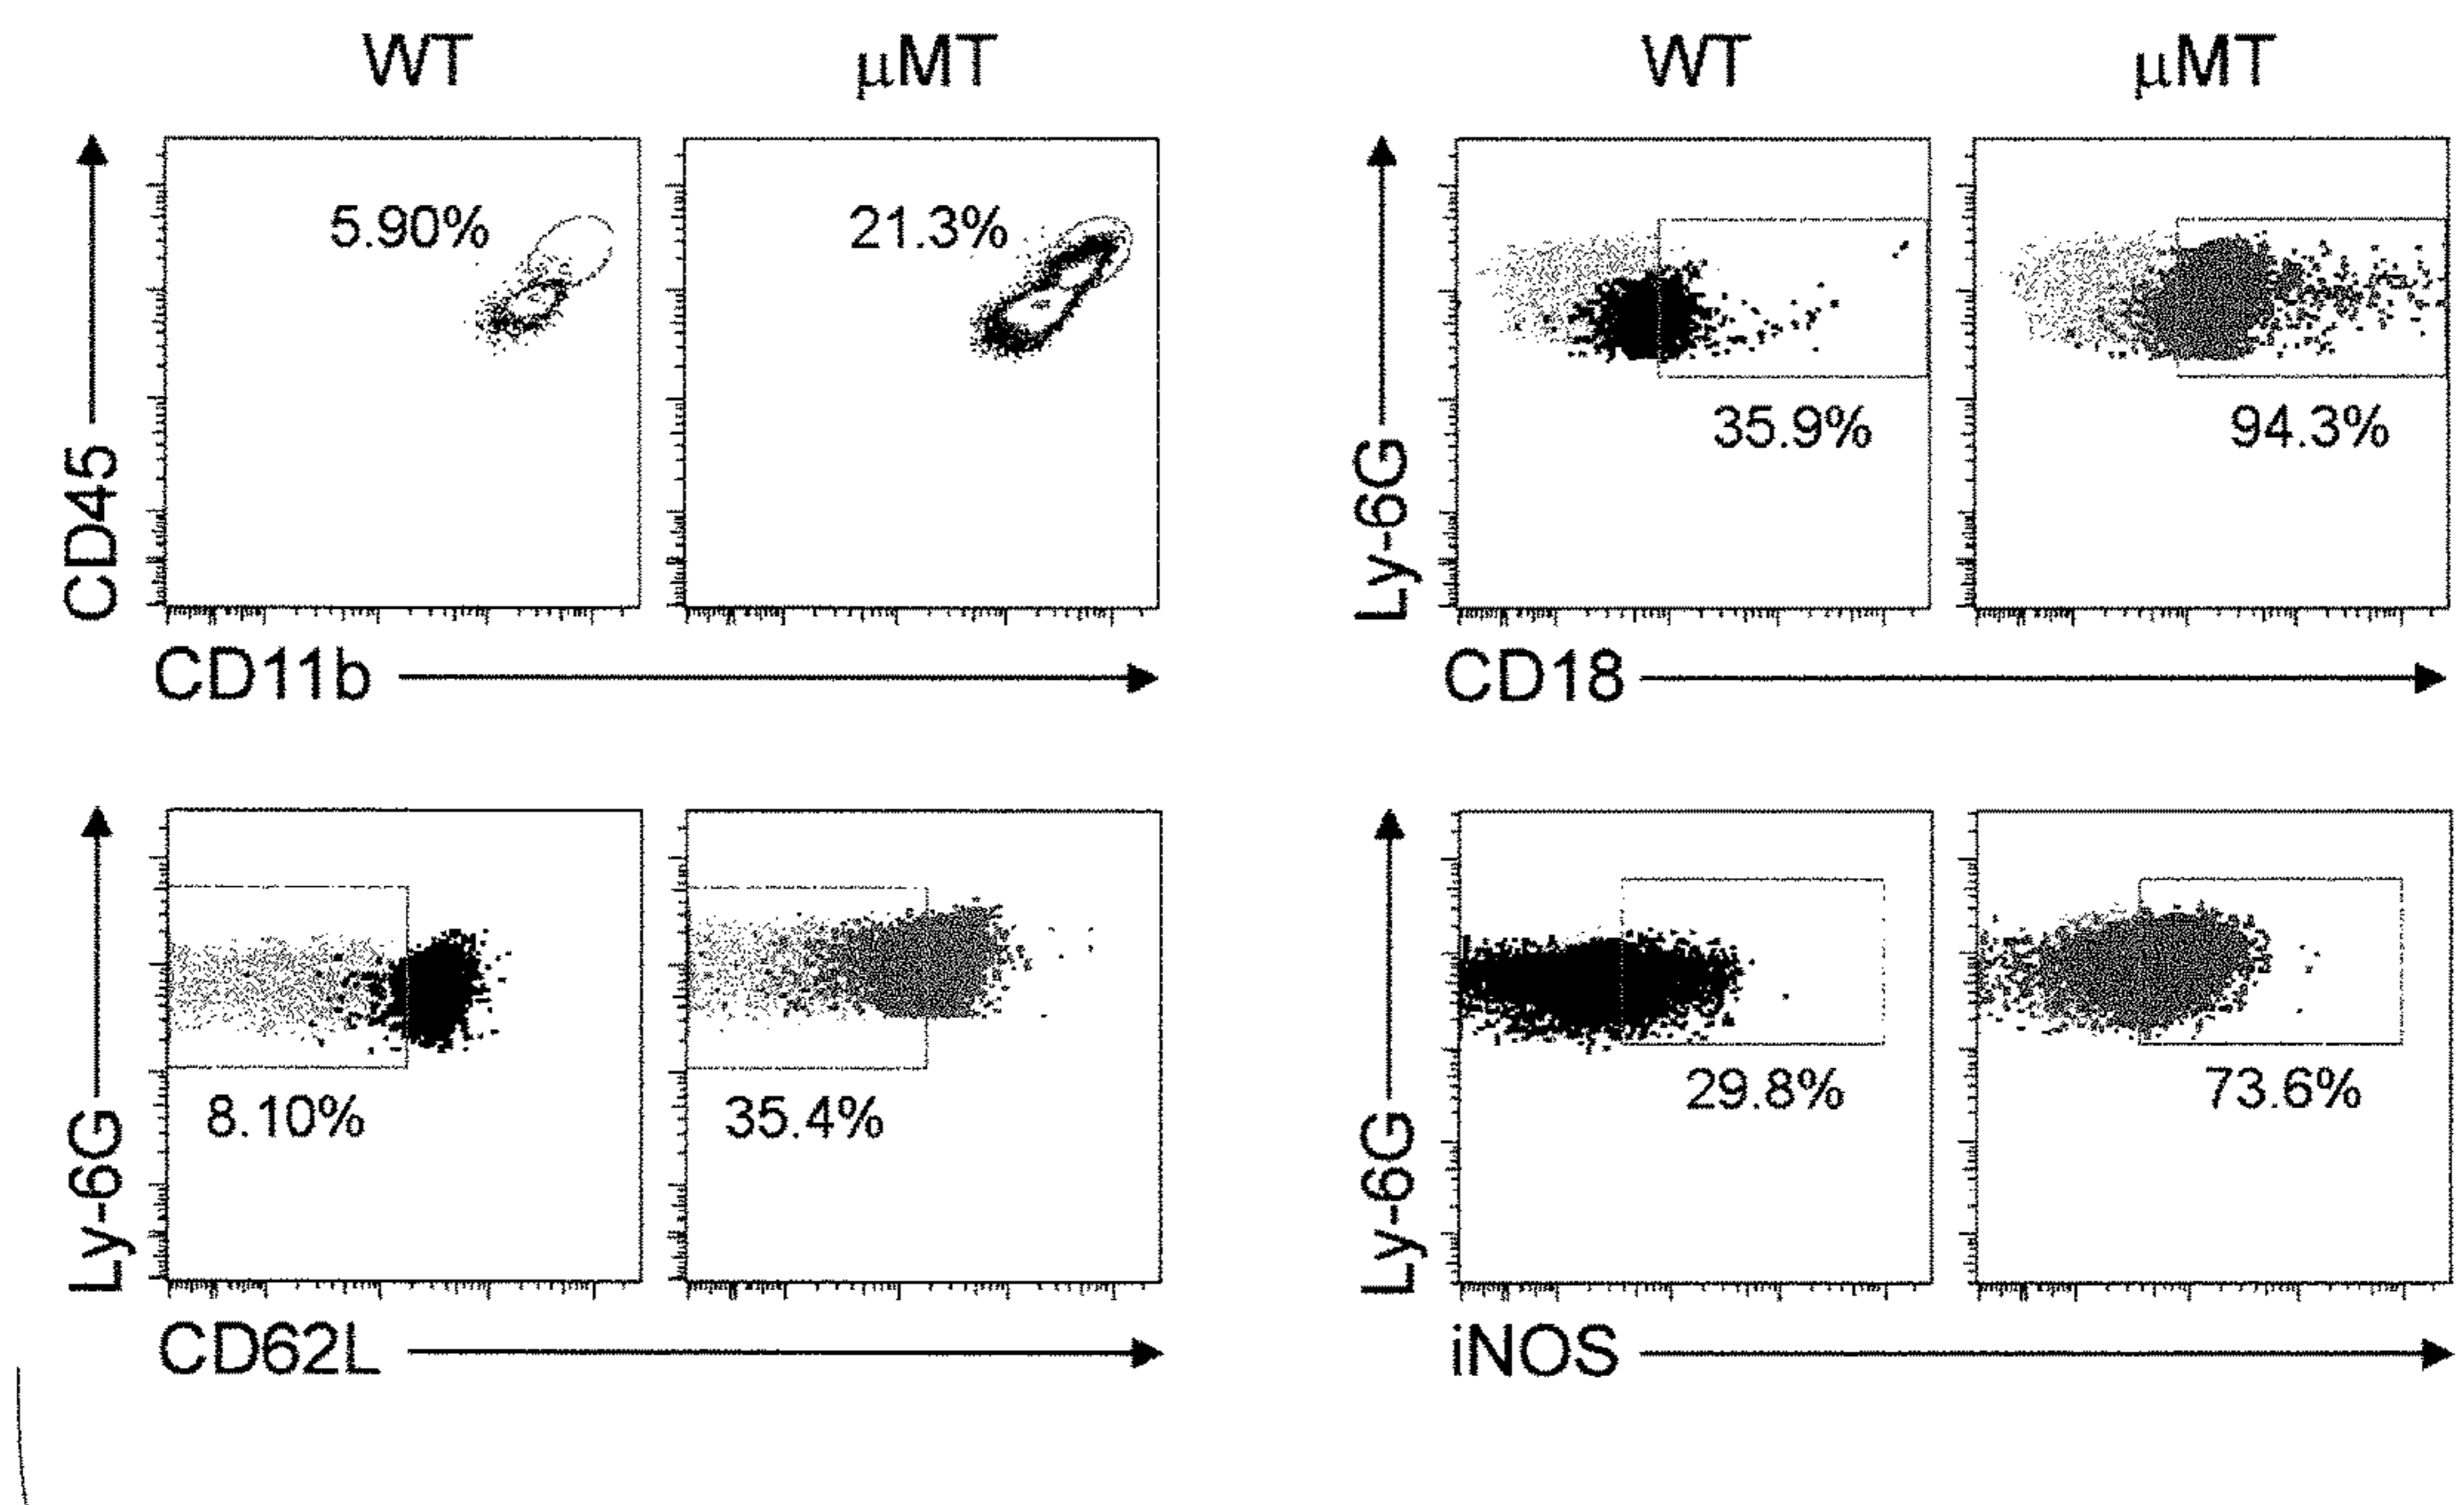 WT μMT WT μMT
5.90% 21.3%
CD45
CD11b
35.9% 94.3%
Ly-6G
CD18
8.10% 35.4%
Ly-6G
CD62L
29.8% 73.6%
Ly-6G
iNOS